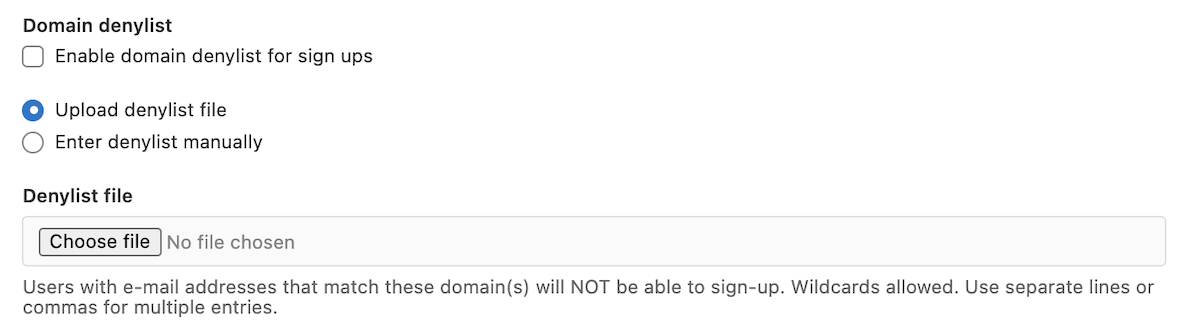 Domain denylist
Enable domain denylist for sign ups
Upload denylist file
Enter denylist manually
Denylist file
Choose file No file chosen
Users with e-mail addresses that match these domain(s) will NOT be able to sign-up. Wildcards allowed. Use separate lines or
commas for multiple entries.